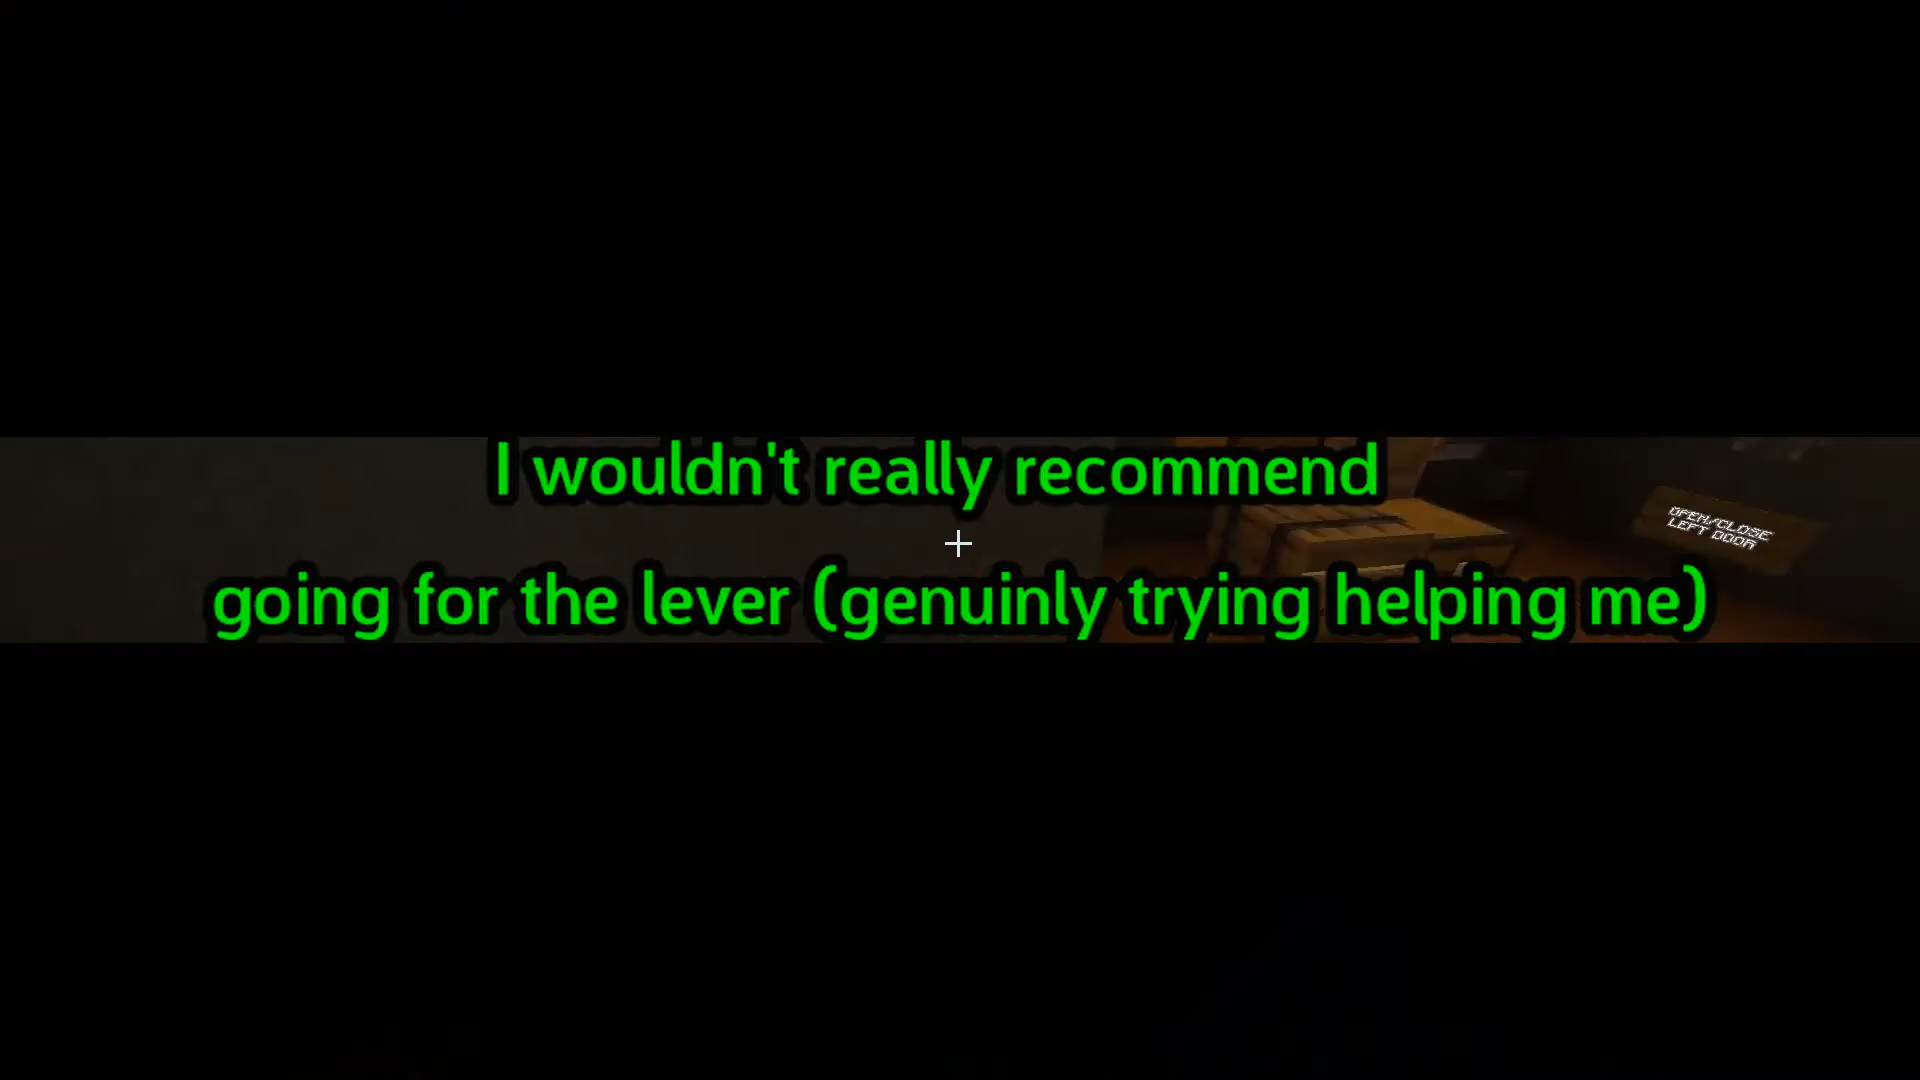 I wouldn't really recommend
going for the lever (genuinly trying helping me)
OPEN/CLOSE
LEFT DOOR